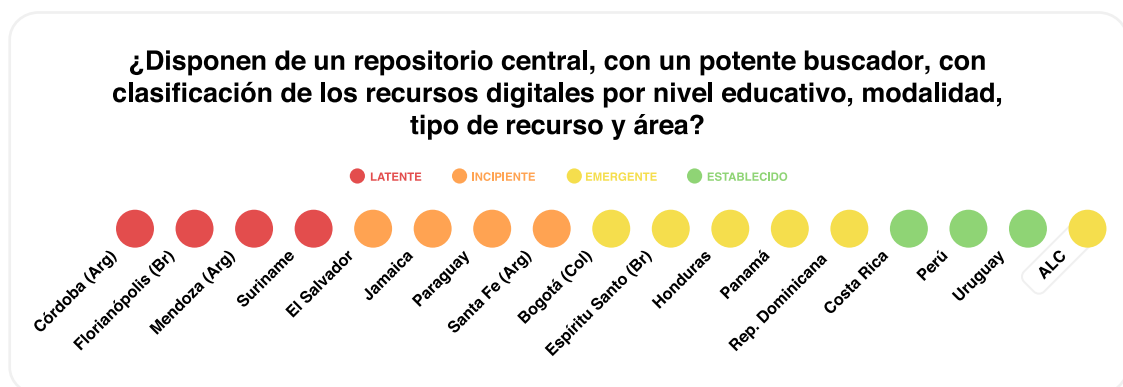 ¿Disponen de un repositorio central, con un potente buscador, con
clasificación de los recursos digitales por nivel educativo, modalidad,
tipo de recurso y área?
LATENTE
INCIPIENTE
EMERGENTE
ESTABLECIDO
Córdoba (Arg)
Florianópolis (Br)
Mendoza (Arg)
Suriname
El Salvador
Jamaica
Paraguay
Santa Fe (Arg)
Bogotá (Col)
Espíritu Santo (Br)
Honduras
Panamá
Rep. Dominicana
Costa Rica
Perú
Uruguay
ALC